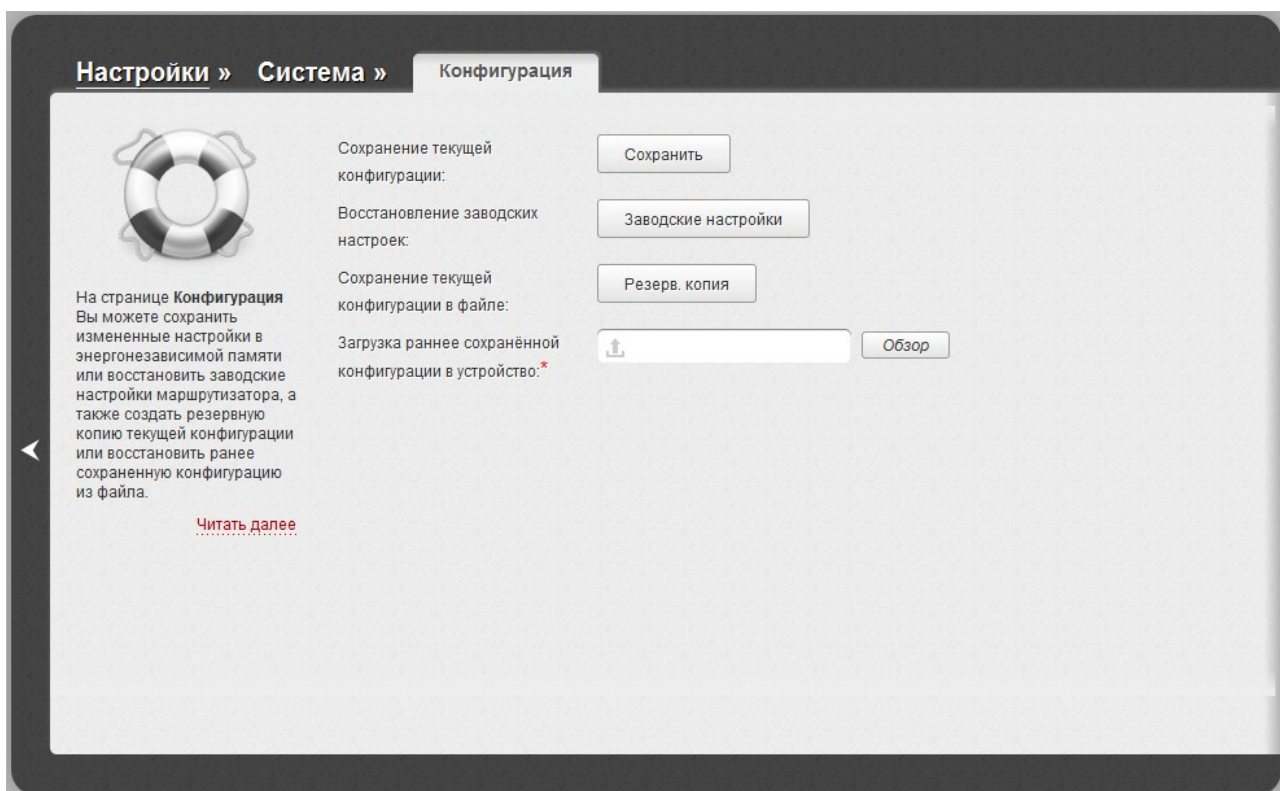 Настройки » Система » Конфигурация
Сохранение текущей
конфигурации:
Сохранить
Восстановление заводских
настроек:
Заводские настройки
Сохранение текущей
конфигурации в файле:
Резерв. копия
Загрузка раннее сохранённой
конфигурации в устройство:*
Обзор
На странице Конфигурация
Вы можете сохранить
измененные настройки в
энергонезависимой памяти
или восстановить заводские
настройки маршрутизатора, а
также создать резервную
копию текущей конфигурации
или восстановить ранее
сохраненную конфигурацию
из файла.
Читать далее